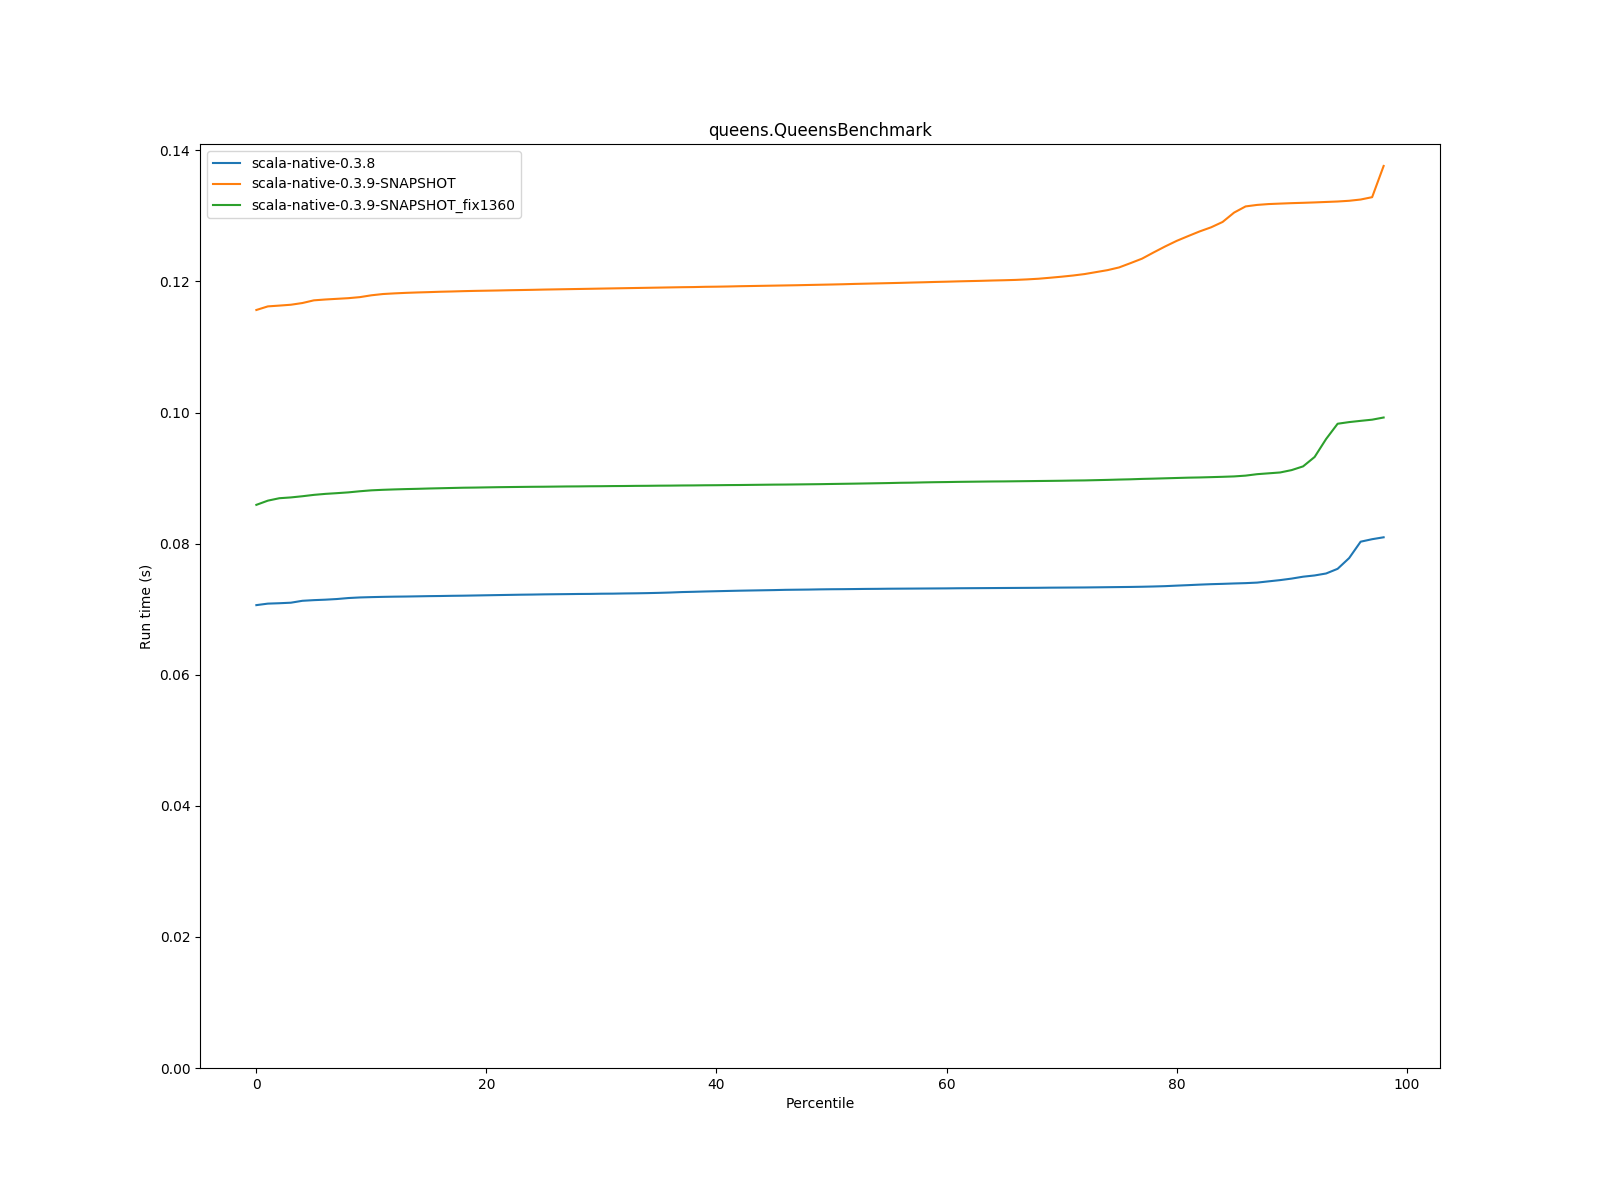 queens.QueensBenchmark
scala-native-0.3.8
scala-native-0.3.9-SNAPSHOT
scala-native-0.3.9-SNAPSHOT_fix1360
0.14
0.12
0.10
0.08
0.06
0.04
0.02
0.00
Run time (s)
0 20 40 60 80 100
Percentile